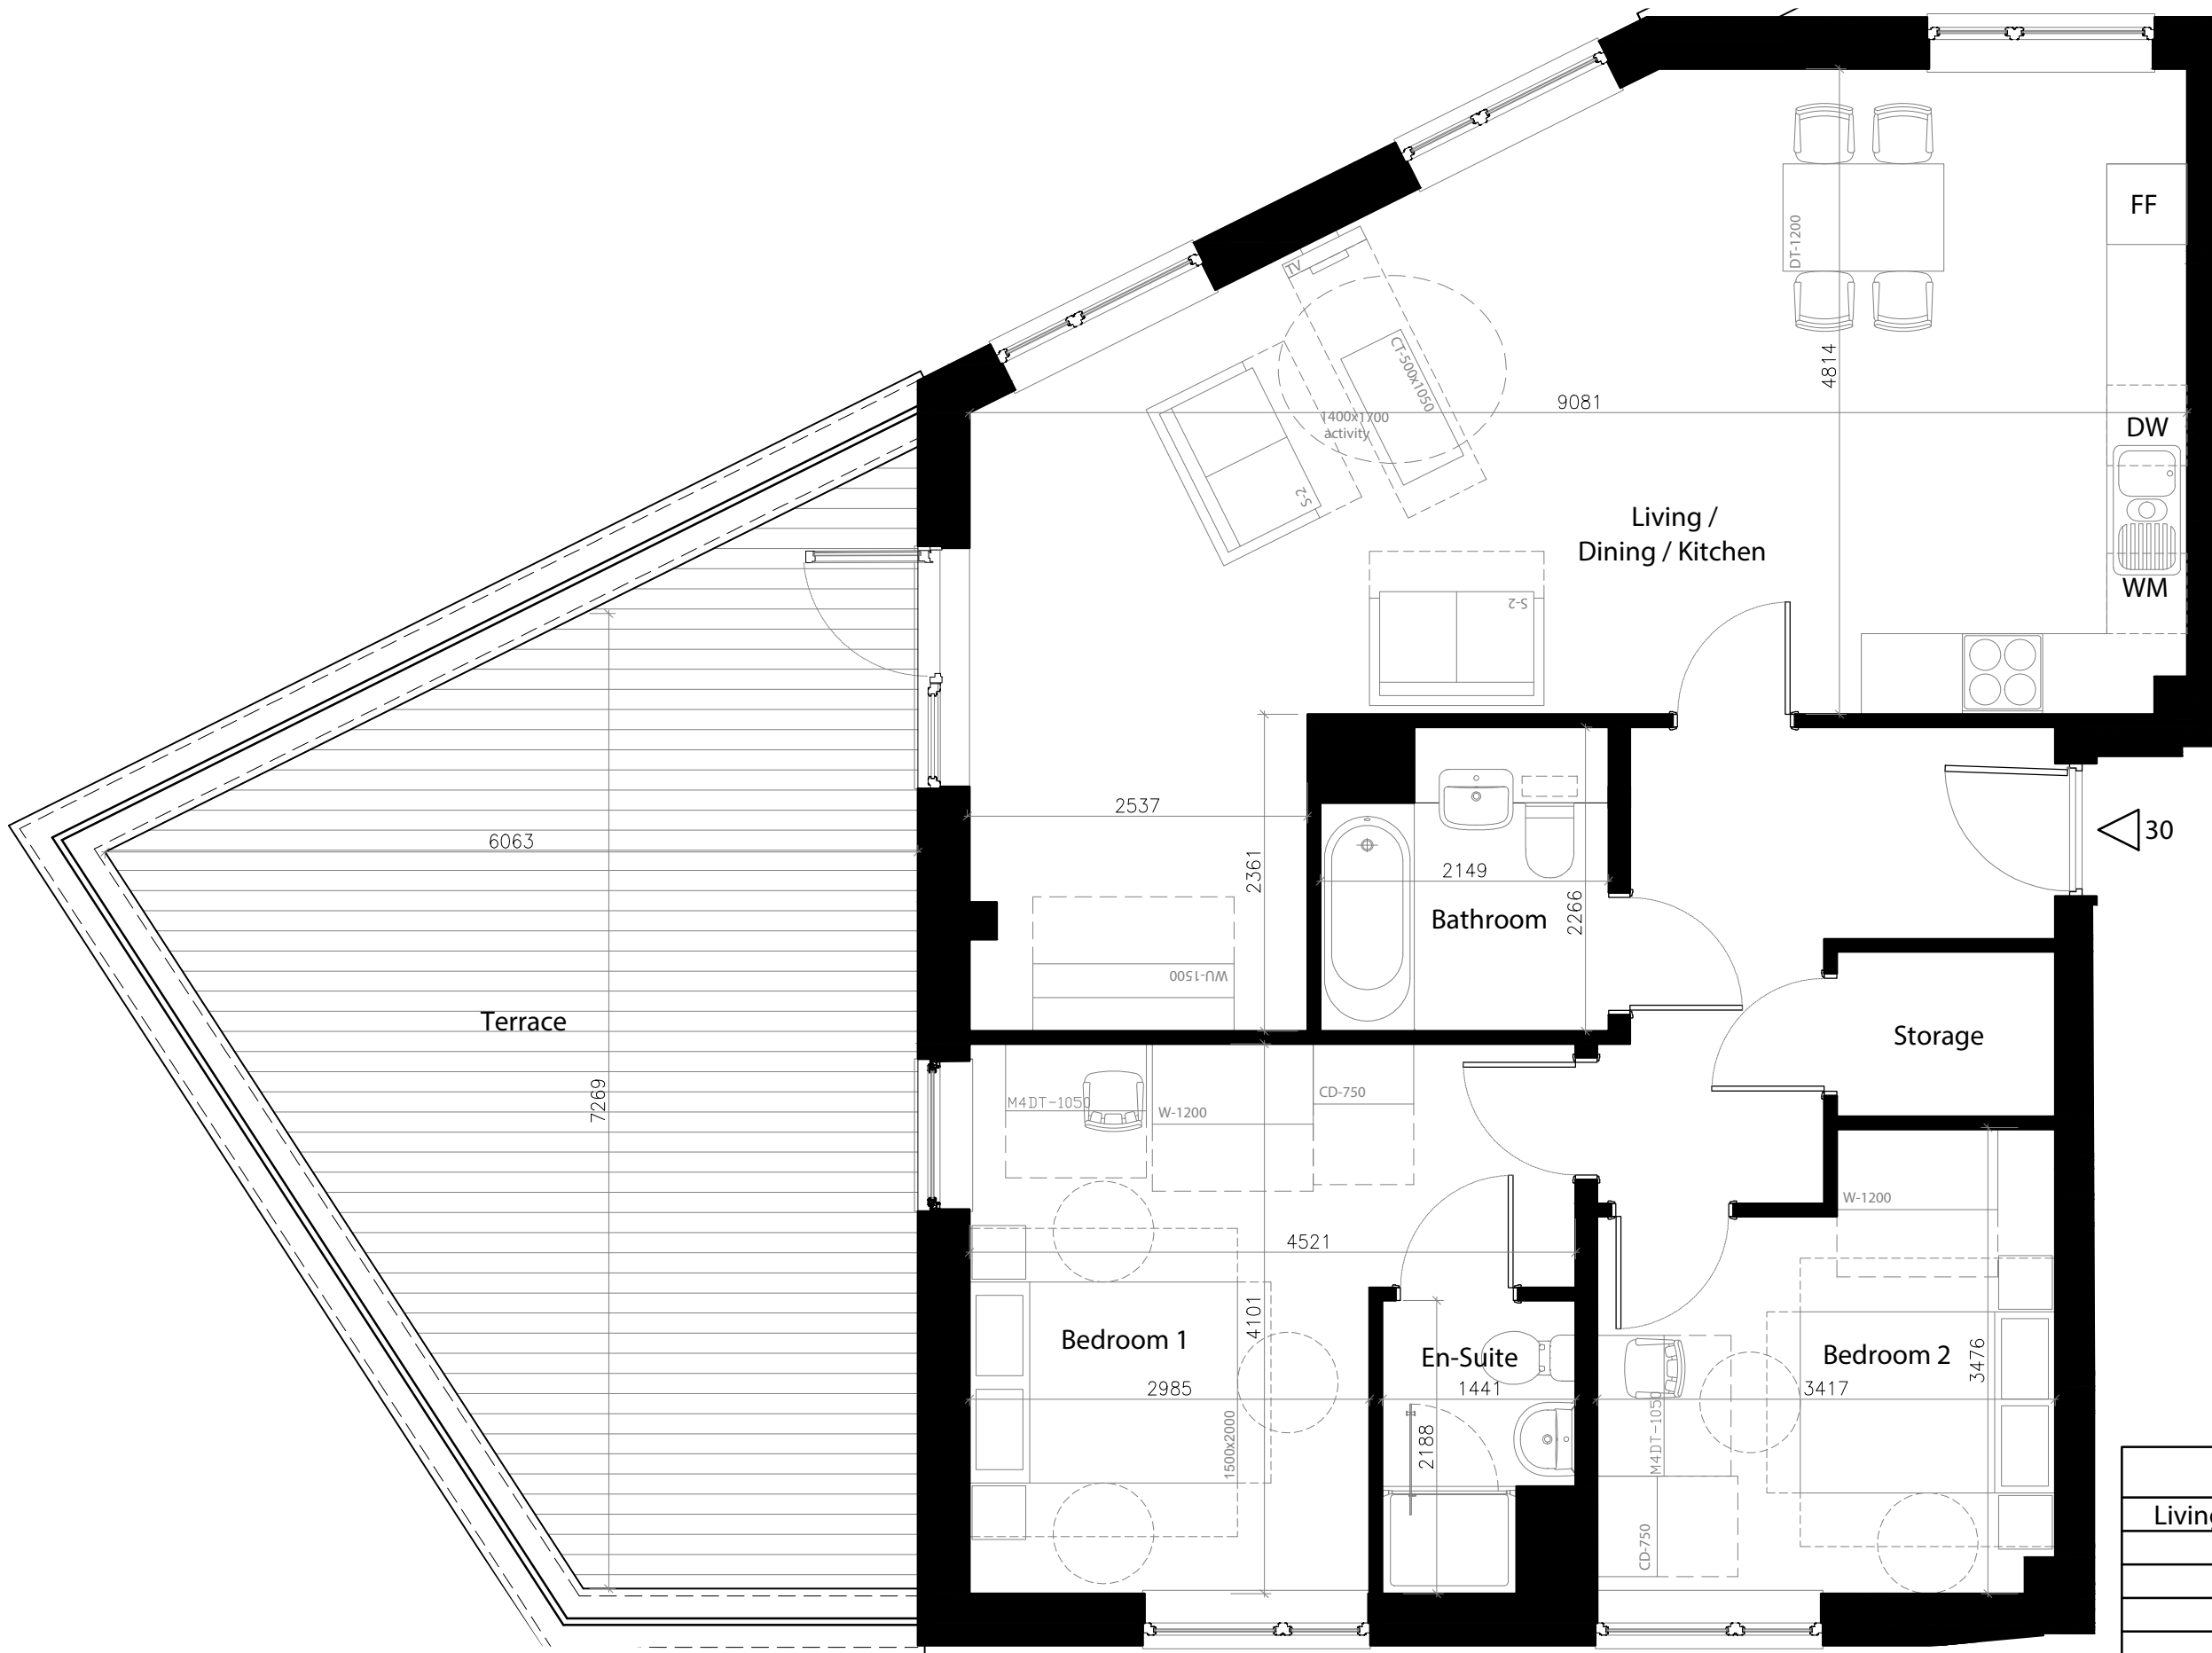 FF
DT-1200
TV
CT-500x1050
4814
9081
1400x1700
activity
DW
S-2
Living /
Dining / Kitchen
WM
S-2
2537
30
6063
2361
2149
2266
Bathroom
WU-1500
Terrace
Storage
7269
M4DT-1050
W-1200
CD-750
W-1200
4521
4101
Bedroom 1
En-Suite
Bedroom 2
3476
2985
1441
3417
1500x2000
2188
M4DT-1050
CD-750